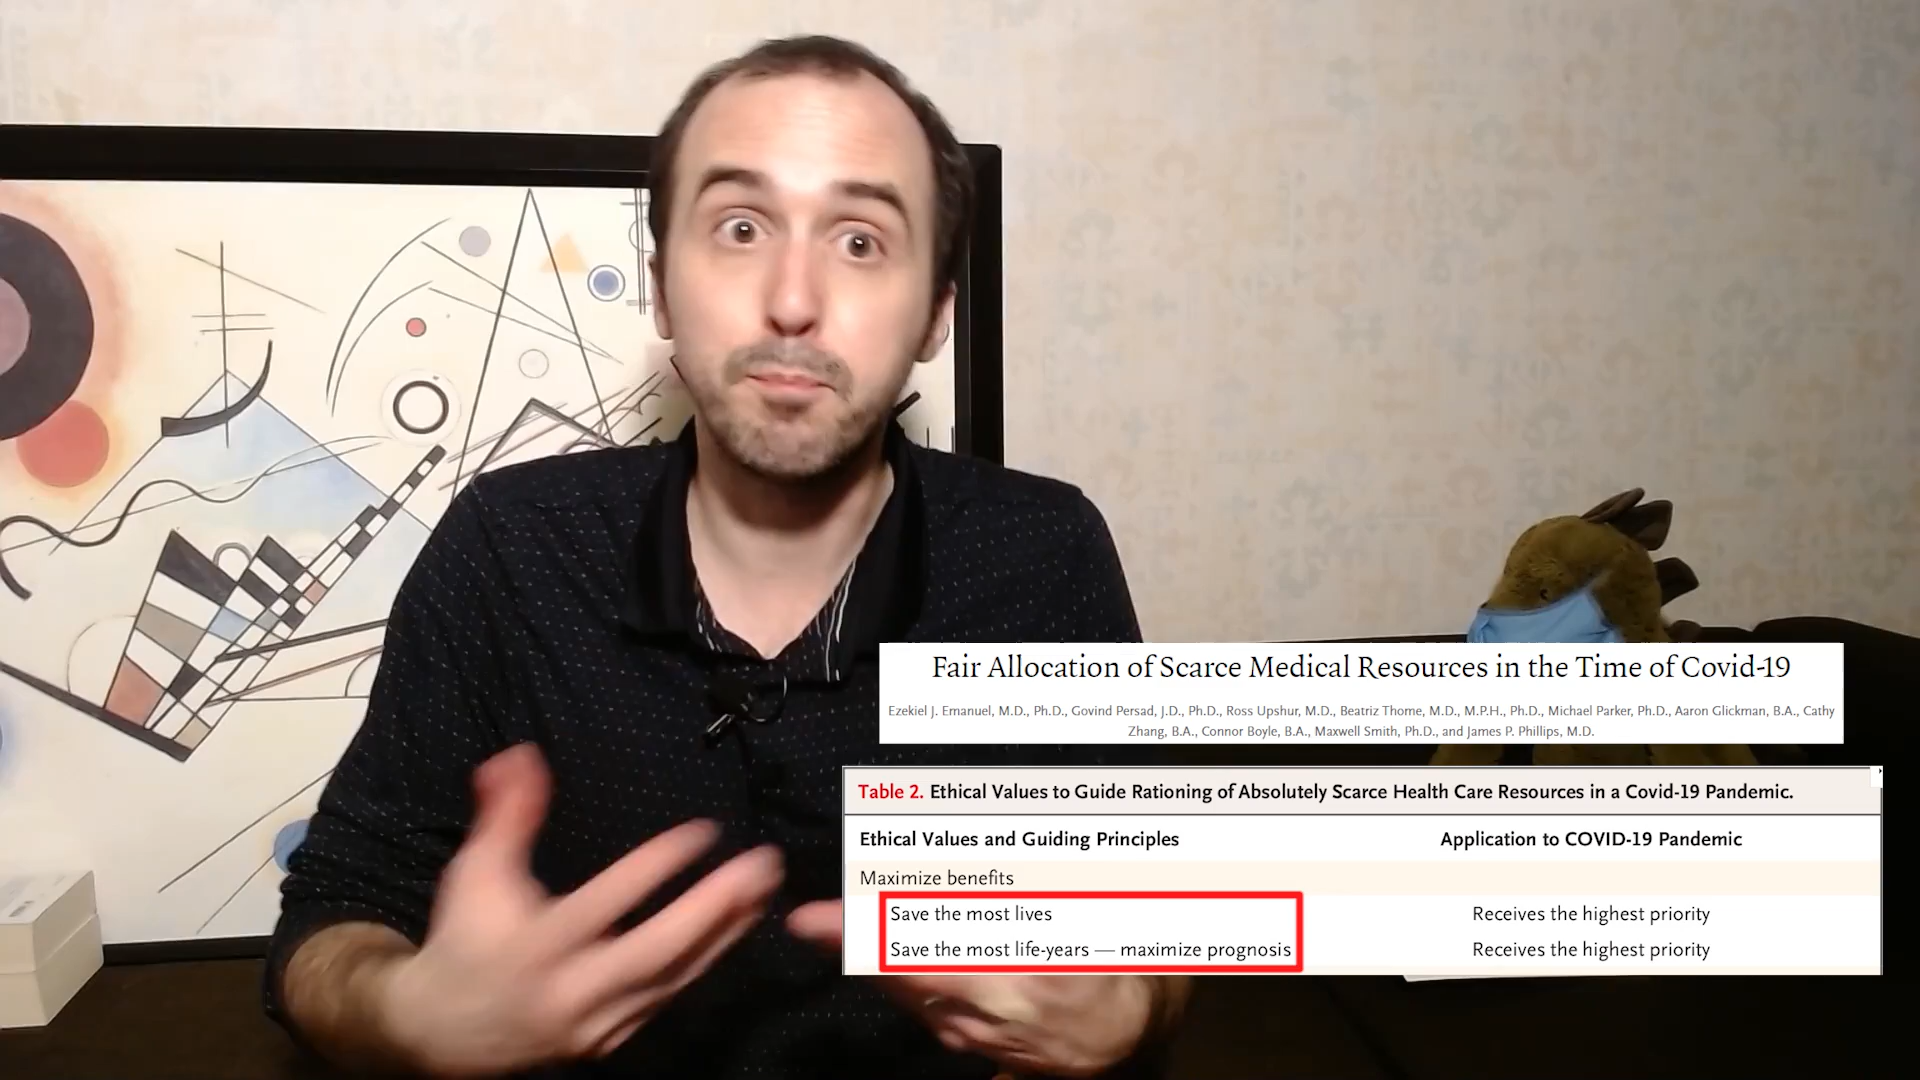 Fair Allocation of Scarce Medical Resources in the Time of Covid-19
Ezekiel J. Emanuel, M.D., Ph.D., Govind Persad, J.D., Ph.D., Ross Upshur, M.D., Beatriz Thome, M.D., M.P.H., Ph.D., Michael Parker, Ph.D., Aaron Glickman, B.A., Cathy
Zhang, B.A., Connor Boyle, B.A., Maxwell Smith, Ph.D., and James P. Phillips, M.D.
Table 2. Ethical Values to Guide Rationing of Absolutely Scarce Health Care Resources in a Covid-19 Pandemic.
Ethical Values and Guiding Principles Application to COVID-19 Pandemic
Maximize benefits
Save the most lives Receives the highest priority
Save the most life-years — maximize prognosis Receives the highest priority